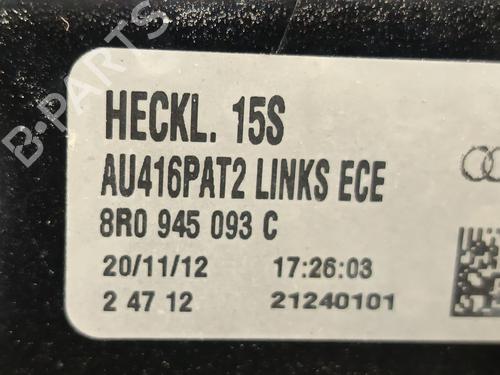 HECKL. 15S
AU416PAT2 LINKS ECE
8R0 945 093 C
20/11/12 17:26:03
2 47 12 21240101
B-PARTS